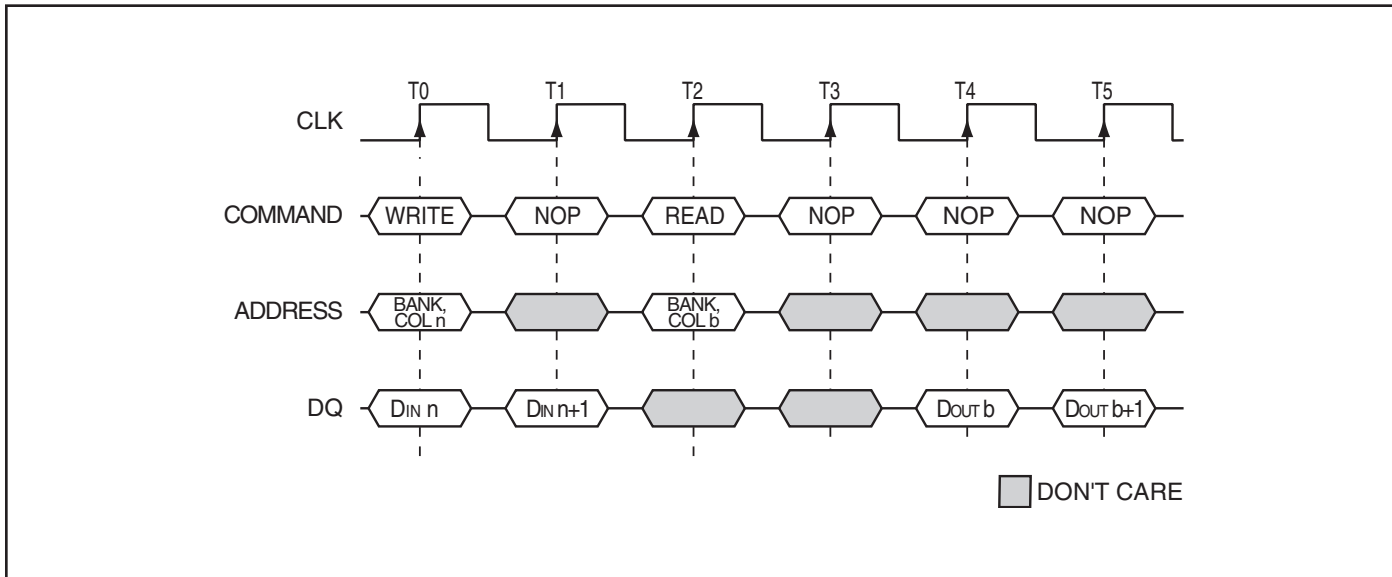 T0 T1 T2 T3 T4 T5
CLK
COMMAND WRITE NOP READ NOP NOP NOP
ADDRESS BANK, COL n BANK, COL b
DQ DIN n DIN n+1 DOUT b DOUT b+1
DON'T CARE